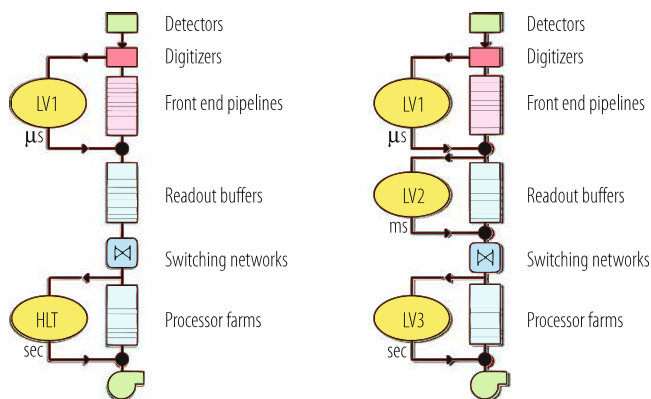 Detectors
Digitizers
LV1
Front end pipelines
μs
Readout buffers
Switching networks
HLT
Processor farms
sec
Detectors
Digitizers
LV1
Front end pipelines
μs
LV2
Readout buffers
ms
Switching networks
LV3
Processor farms
sec